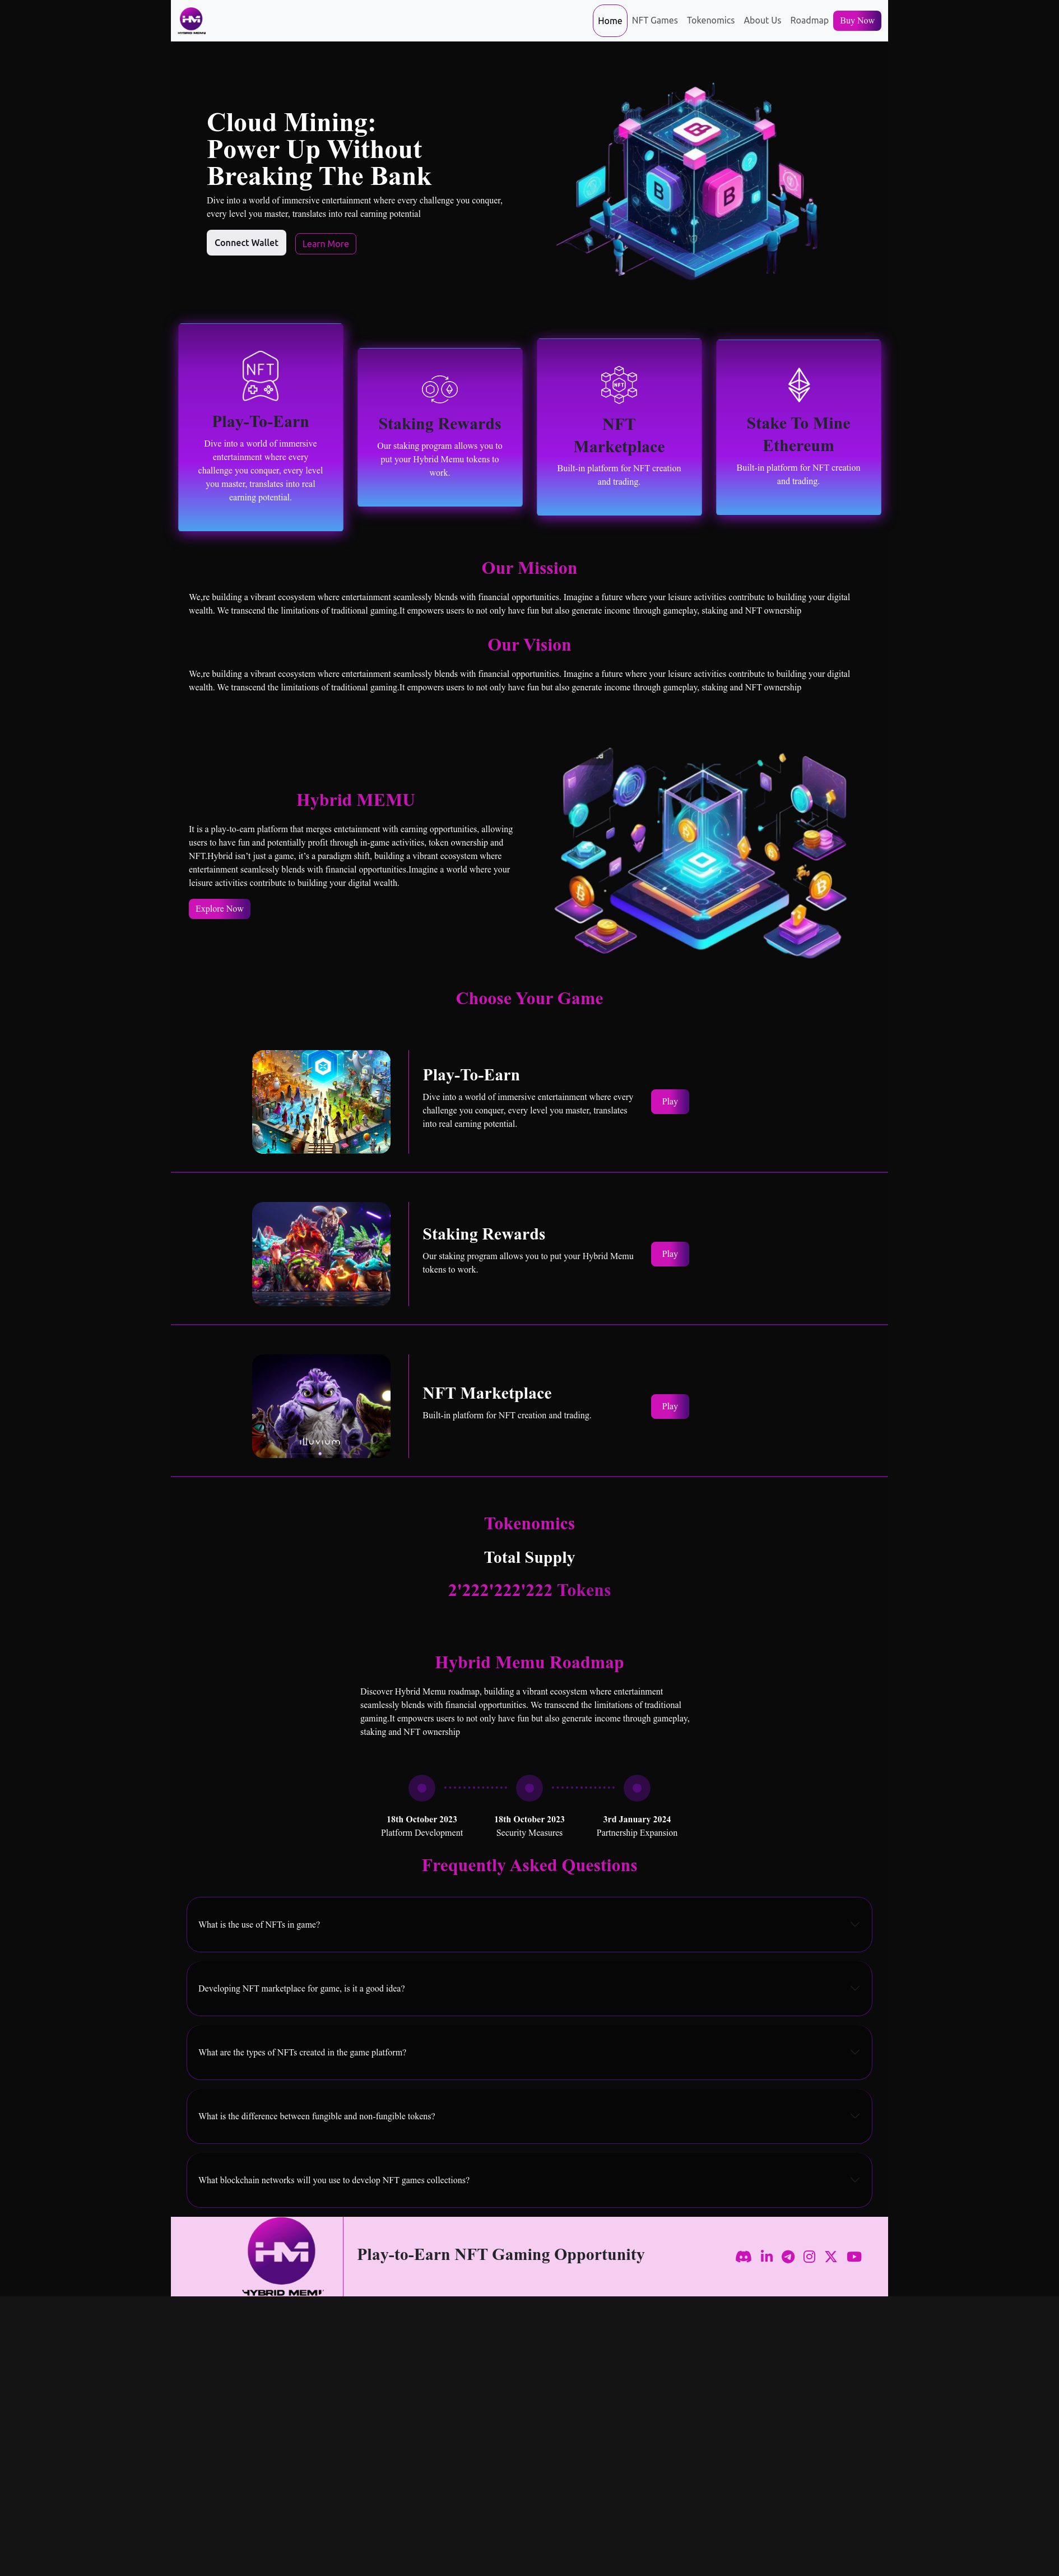 HYBRID MEMU
Home
NFT Games
Tokenomics
About Us
Roadmap
Buy Now
Cloud Mining:
Power Up Without
Breaking The Bank
Dive into a world of immersive entertainment where every challenge you conquer,
every level you master, translates into real earning potential
Connect Wallet
Learn More
NFT
Play-To-Earn
Dive into a world of immersive
entertainment where every
challenge you conquer, every level
you master, translates into real
earning potential.
Staking Rewards
Our staking program allows you to
put your Hybrid Memu tokens to
work.
NFT
NFT
Marketplace
Built-in platform for NFT creation
and trading.
Stake To Mine
Ethereum
Built-in platform for NFT creation
and trading.
Our Mission
We,re building a vibrant ecosystem where entertainment seamlessly blends with financial opportunities. Imagine a future where your leisure activities contribute to building your digital
wealth. We transcend the limitations of traditional gaming.It empowers users to not only have fun but also generate income through gameplay, staking and NFT ownership
Our Vision
We,re building a vibrant ecosystem where entertainment seamlessly blends with financial opportunities. Imagine a future where your leisure activities contribute to building your digital
wealth. We transcend the limitations of traditional gaming.It empowers users to not only have fun but also generate income through gameplay, staking and NFT ownership
Hybrid MEMU
It is a play-to-earn platform that merges entetainment with earning opportunities, allowing
users to have fun and potentially profit through in-game activities, token ownership and
NFT.Hybrid isn't just a game, it's a paradigm shift, building a vibrant ecosystem where
entertainment seamlessly blends with financial opportunities.Imagine a world where your
leisure activities contribute to building your digital wealth.
Explore Now
Choose Your Game
Play-To-Earn
Dive into a world of immersive entertainment where every
challenge you conquer, every level you master, translates
into real earning potential.
Play
Staking Rewards
Our staking program allows you to put your Hybrid Memu
tokens to work.
Play
illuvium
NFT Marketplace
Built-in platform for NFT creation and trading.
Play
Tokenomics
Total Supply
2'222'222'222 Tokens
Hybrid Memu Roadmap
Discover Hybrid Memu roadmap, building a vibrant ecosystem where entertainment
seamlessly blends with financial opportunities. We transcend the limitations of traditional
gaming.It empowers users to not only have fun but also generate income through gameplay,
staking and NFT ownership
18th October 2023
Platform Development
18th October 2023
Security Measures
3rd January 2024
Partnership Expansion
Frequently Asked Questions
What is the use of NFTs in game?
Developing NFT marketplace for game, is it a good idea?
What are the types of NFTs created in the game platform?
What is the difference between fungible and non-fungible tokens?
What blockchain networks will you use to develop NFT games collections?
HYBRID MEM
Play-to-Earn NFT Gaming Opportunity